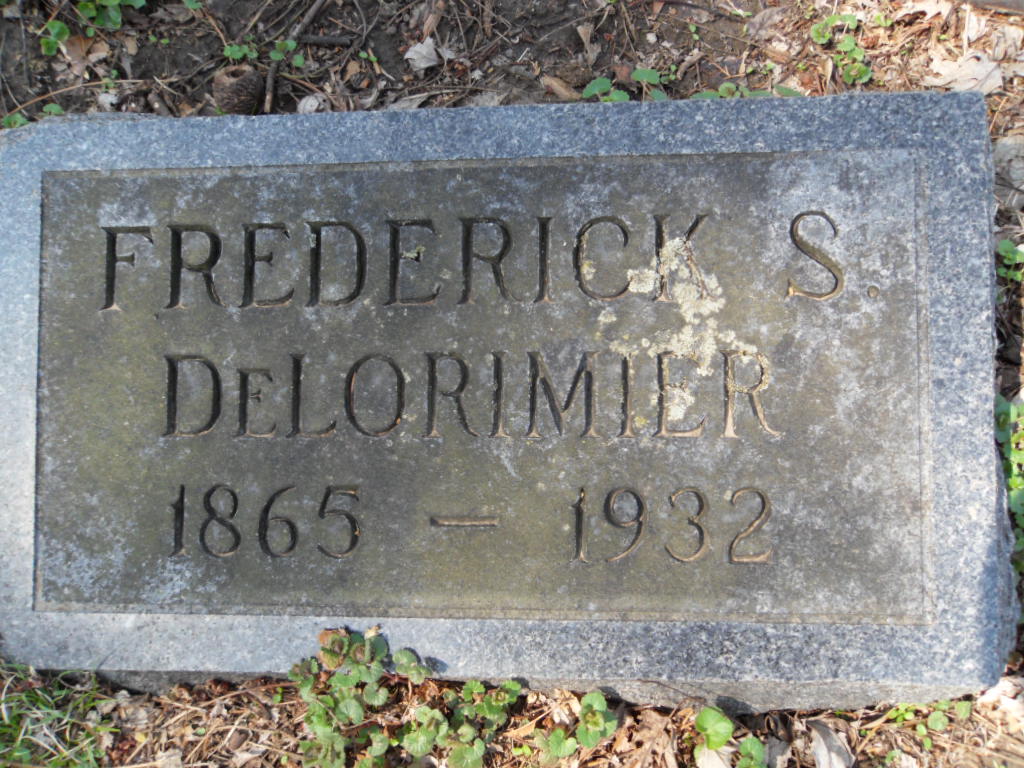 FREDERICK S.
DeLORIMIER
1865 – 1932